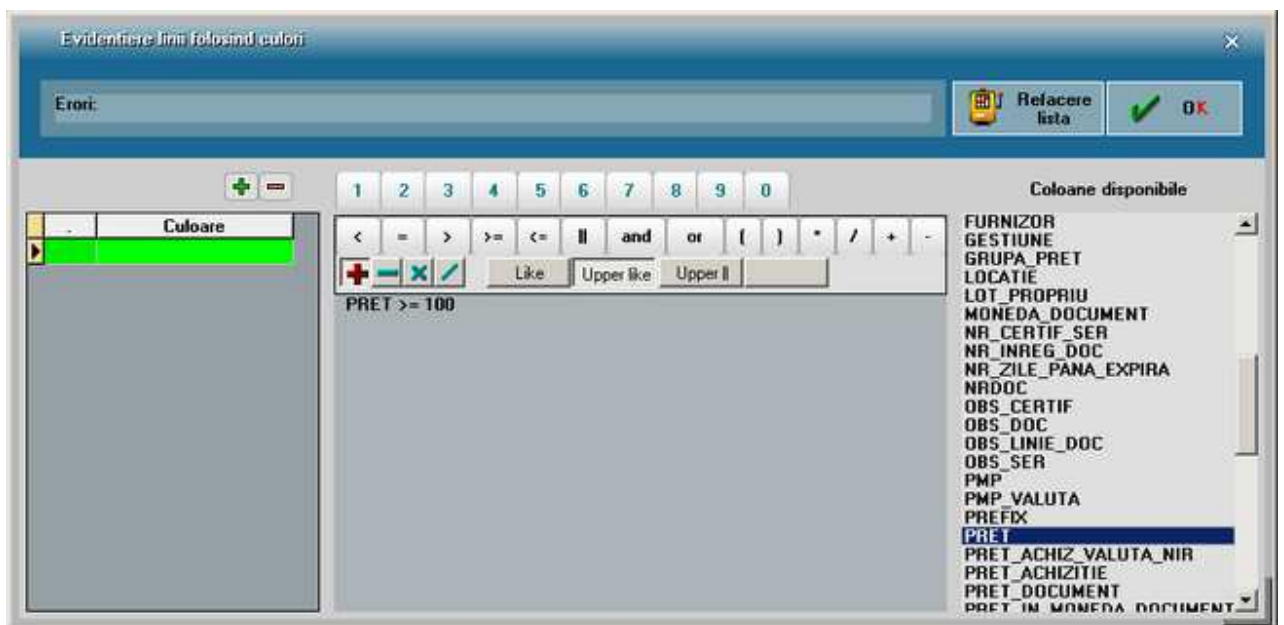 Evidentiere linii folosind culori
Erori:
Refacere lista
OK
1 2 3 4 5 6 7 8 9 0
Coloane disponibile
. Culoare
< = > >= <= || and or ( ) * / + -
Like Upper like Upper ||
PRET >= 100
FURNIZOR
GESTIUNE
GRUPA_PRET
LOCATIE
LOT_PROPRIU
MONEDA_DOCUMENT
NR_CERTIF_SER
NR_INREG_DOC
NR_ZILE_PANA_EXPIRA
NRDOC
OBS_CERTIF
OBS_DOC
OBS_LINIE_DOC
OBS_SER
PMP
PMP_VALUTA
PREFIX
PRET
PRET_ACHIZ_VALUTA_NIR
PRET_ACHIZITIE
PRET_DOCUMENT
PRET_IN_MONEDA_DOCUMENT